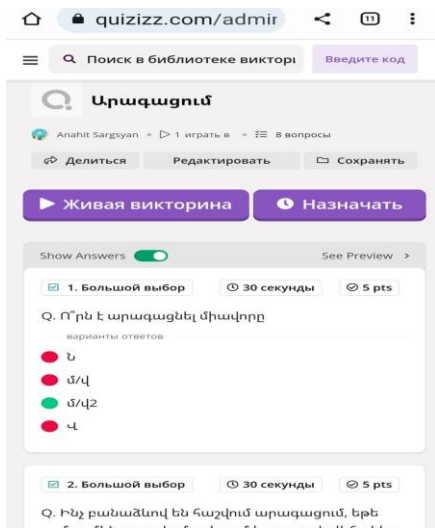 quizizz.com/admir
11
Поиск в библиотеке виктори
Введите код
Արագացում
Anahit Sargsyan • 1 играть в • 8 вопросы
Делиться
Редактировать
Сохранять
Живая викторина
Назначать
Show Answers
See Preview >
1. Большой выбор
30 секунды
5 pts
Q. Ո՞րն է արագացնել միավորը
варианты ответов
Ն
մ/վ
մ/վ2
Վ
2. Большой выбор
30 секунды
5 pts
Q. Ինչ բանաձևով են հաշվում արագացում, եթե